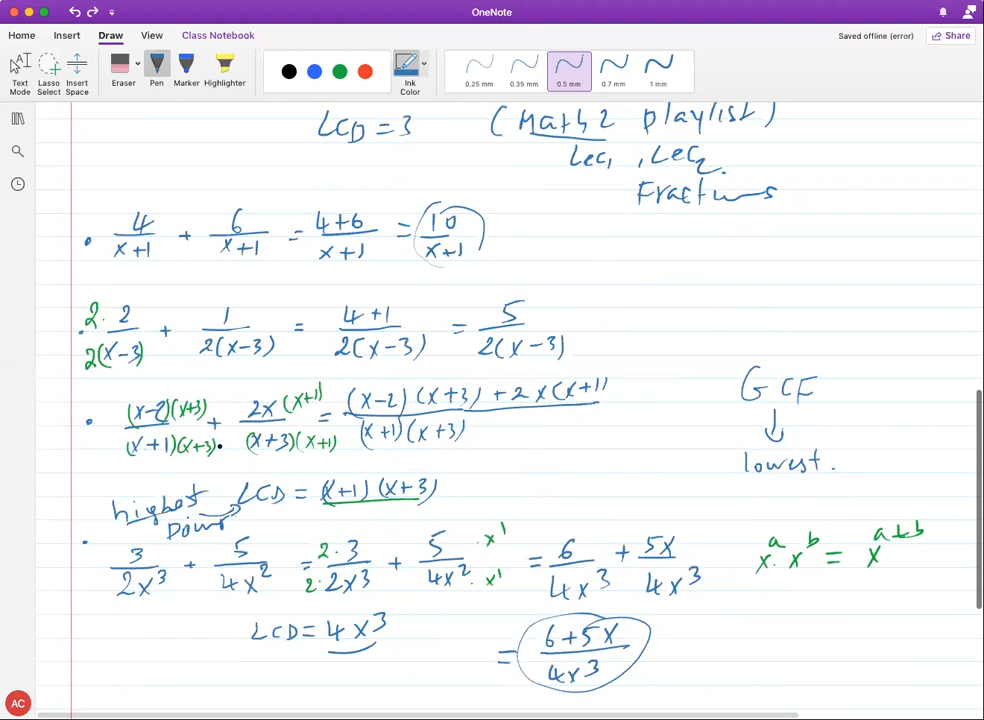 OneNote
Home Insert Draw View Class Notebook
Saved offline (error) Share
Text Mode Lasso Select Insert Space Eraser Pen Marker Highlighter Ink Color 0.25 mm 0.35 mm 0.5 mm 0.7 mm 1 mm
LCD = 3 (Math 2 playlist)
Lec1, Lec2
Fractions
• 4/(x+1) + 6/(x+1) = (4+6)/(x+1) = 10/(x+1)
• (2·2)/(2(x-3)) + 1/(2(x-3)) = (4+1)/(2(x-3)) = 5/(2(x-3))
• ((x-2)(x+3))/((x+1)(x+3)) + (2x(x+1))/((x+3)(x+1)) = ((x-2)(x+3)+2x(x+1))/((x+1)(x+3))
GCF
↓
lowest.
highest power LCD = (x+1)(x+3)
• 3/(2x³) + 5/(4x²) = (2·3)/(2·2x³) + (5·x¹)/(4x²·x¹) = 6/(4x³) + 5x/(4x³)
x^a · x^b = x^(a+b)
LCD = 4x³
= (6+5x)/(4x³)
AC